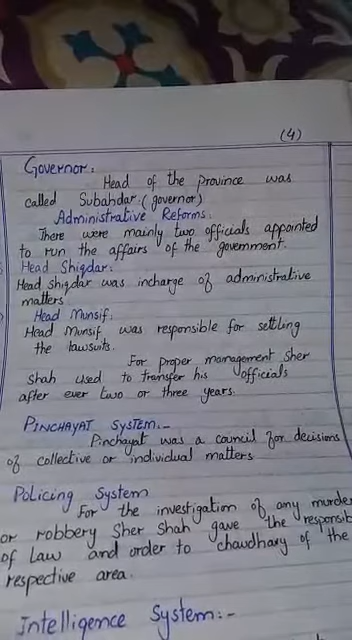 (4)
Governor:
Head of the Province was
called Subahdar. (governor)
Administrative Reforms.
There were mainly two officials appointed
to run the affairs of the government.
Head Shiqdar.
Head shiqdar was incharge of administrative
matters
Head Munsif.
Head Munsif was responsible for settling
the lawsuits.
For proper management Sher
Shah used to transfer his officials
after ever two or three years.
PINCHAYAT SYSTEM:-
Pinchayat was a council for decisions
of collective or individual matters
Policing System
For the investigation of any murder
or robbery Sher Shah gave the responsib
of Law and order to chaudhary of the
respective area.
Intelligence System:-